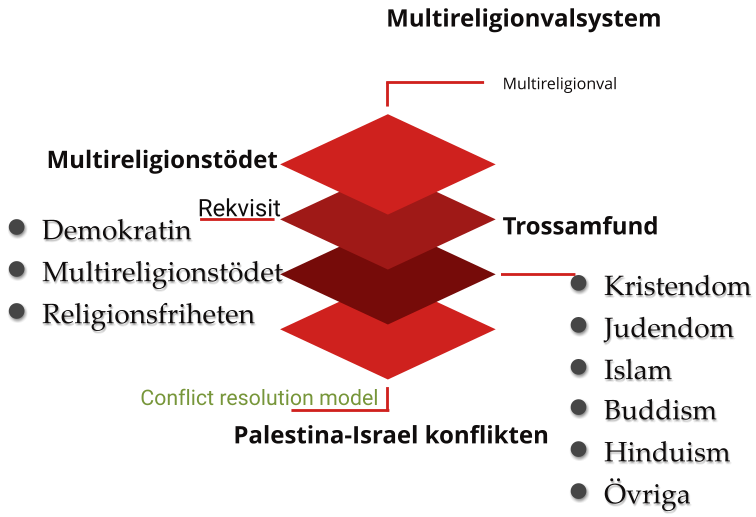 Multireligionvalsystem
Multireligionval
Multireligionstödet
Rekvisit
Demokratin
Multireligionstödet
Religionsfriheten
Trossamfund
Kristendom
Judendom
Islam
Buddism
Hinduism
Övriga
Conflict resolution model
Palestina-Israel konflikten